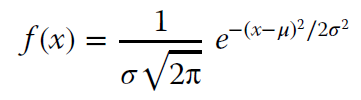 f(x) = 1/(σ√(2π)) e^(−(x−μ)²/2σ²)